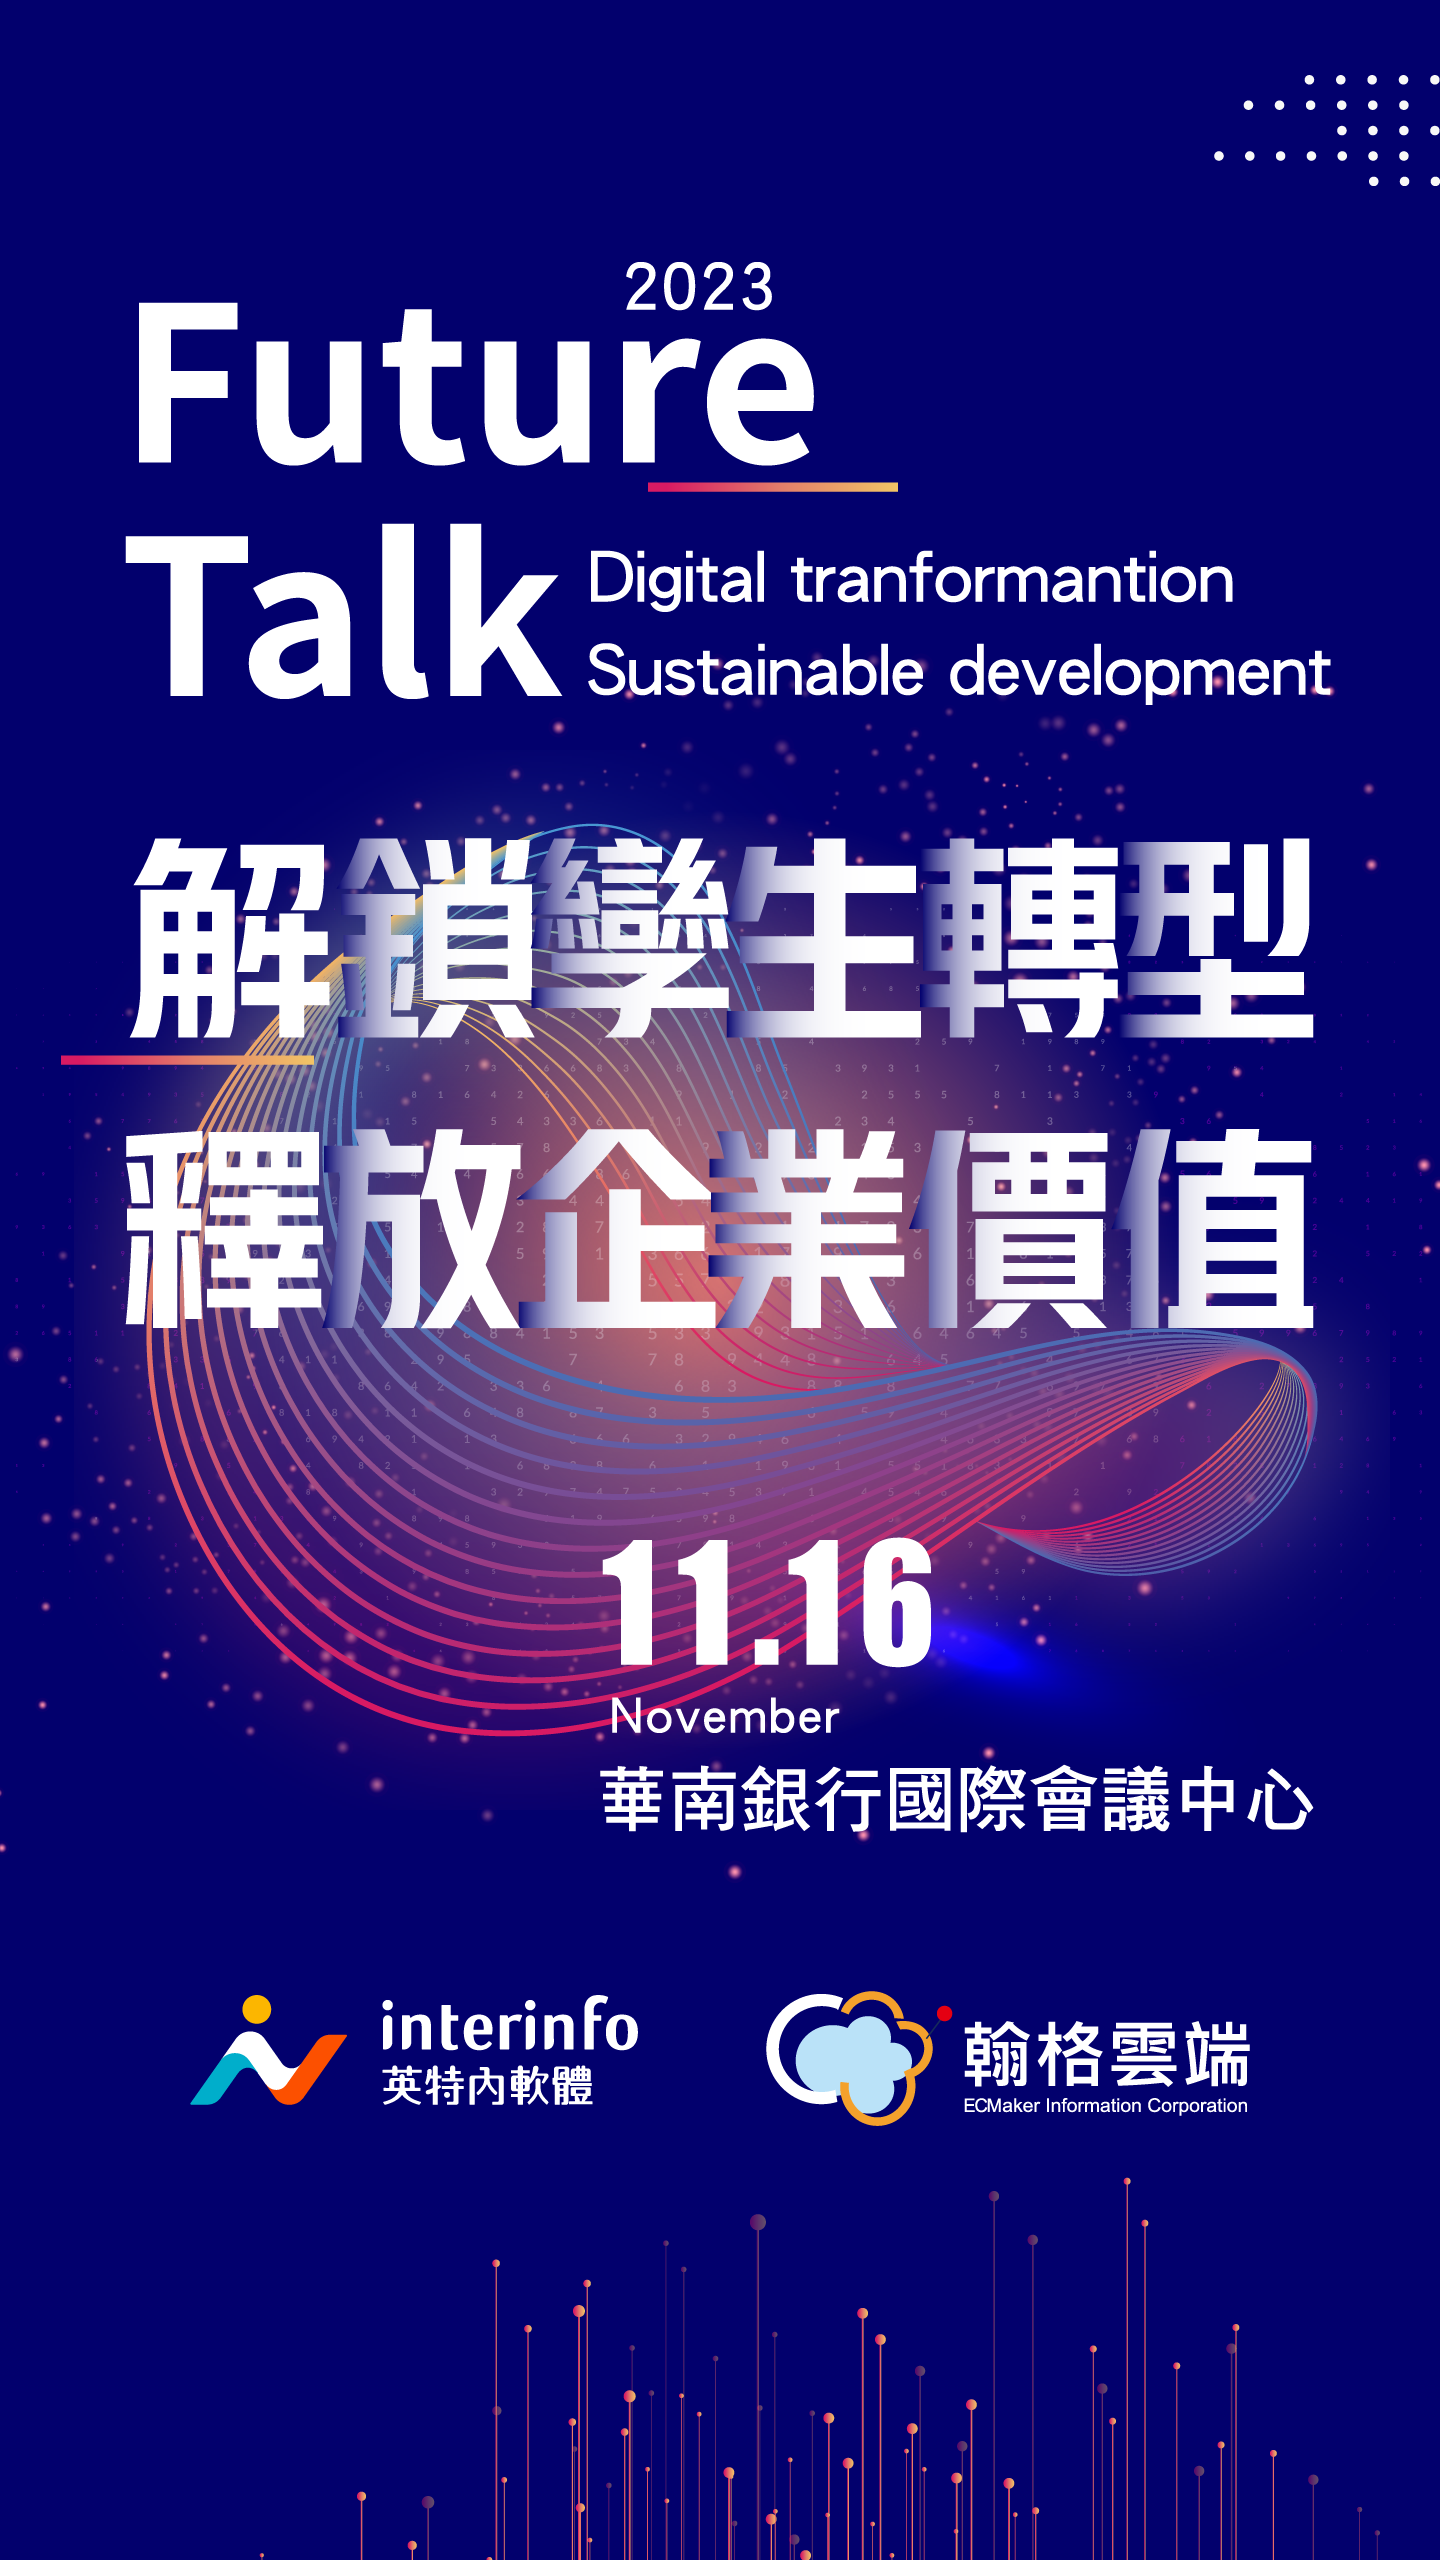 2023
Future
Talk
Digital tranformantion
Sustainable development
解鎖孿生轉型
釋放企業價值
11.16
November
華南銀行國際會議中心
interinfo
英特內軟體
翰格雲端
ECMaker Information Corporation